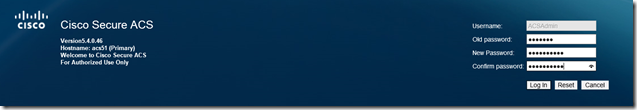 CISCO
Cisco Secure ACS
Version5.4.0.46
Hostname: acs51 (Primary)
Welcome to Cisco Secure ACS
For Authorized Use Only
Username: ACSAdmin
Old password: •••••••
New Password: ••••••••••
Confirm password: ••••••••••
Log In Reset Cancel